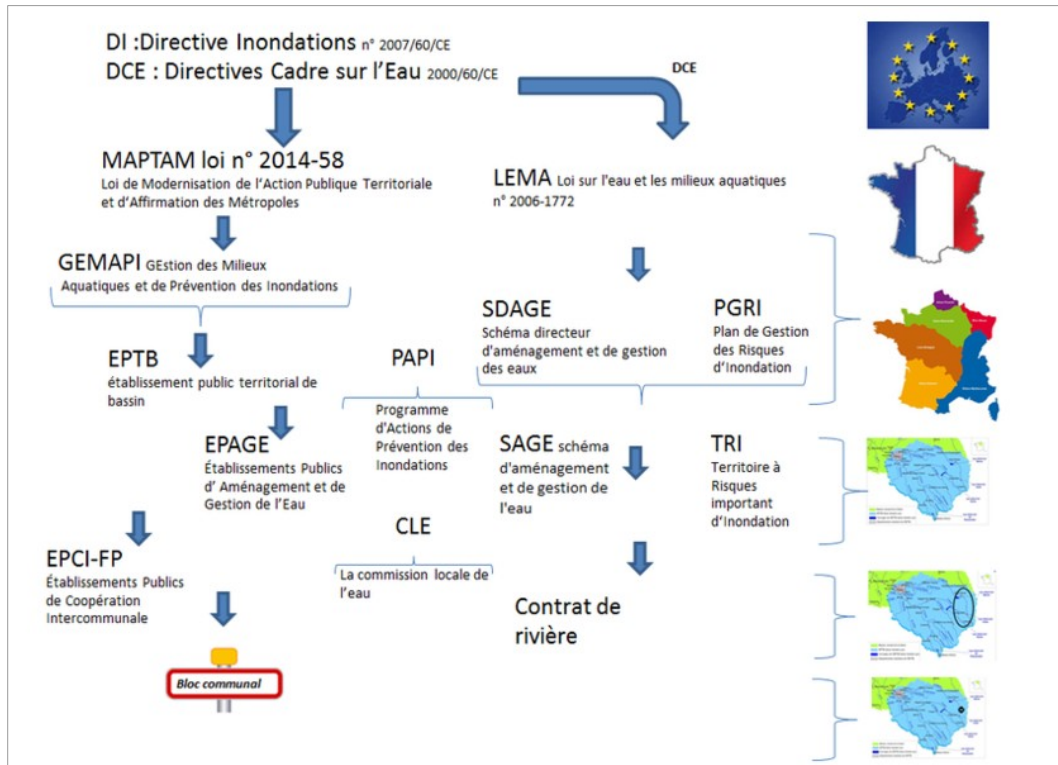 DI :Directive Inondations n° 2007/60/CE
DCE : Directives Cadre sur l'Eau 2000/60/CE
DCE
MAPTAM loi n° 2014-58
Loi de Modernisation de l'Action Publique Territoriale
et d'Affirmation des Métropoles
LEMA Loi sur l'eau et les milieux aquatiques
n° 2006-1772
GEMAPI GEstion des Milieux
Aquatiques et de Prévention des Inondations
SDAGE
Schéma directeur
d'aménagement et de gestion
des eaux
PGRI
Plan de Gestion
des Risques
d'Inondation
EPTB
établissement public territorial de
bassin
PAPI
Programme
d'Actions de
Prévention des
Inondations
EPAGE
Établissements Publics
d' Aménagement et de
Gestion de l'Eau
SAGE schéma
d'aménagement
et de gestion de
l'eau
TRI
Territoire à
Risques
important
d'Inondation
CLE
La commission locale de
l'eau
EPCI-FP
Établissements Publics
de Coopération
Intercommunale
Contrat de
rivière
Bloc communal